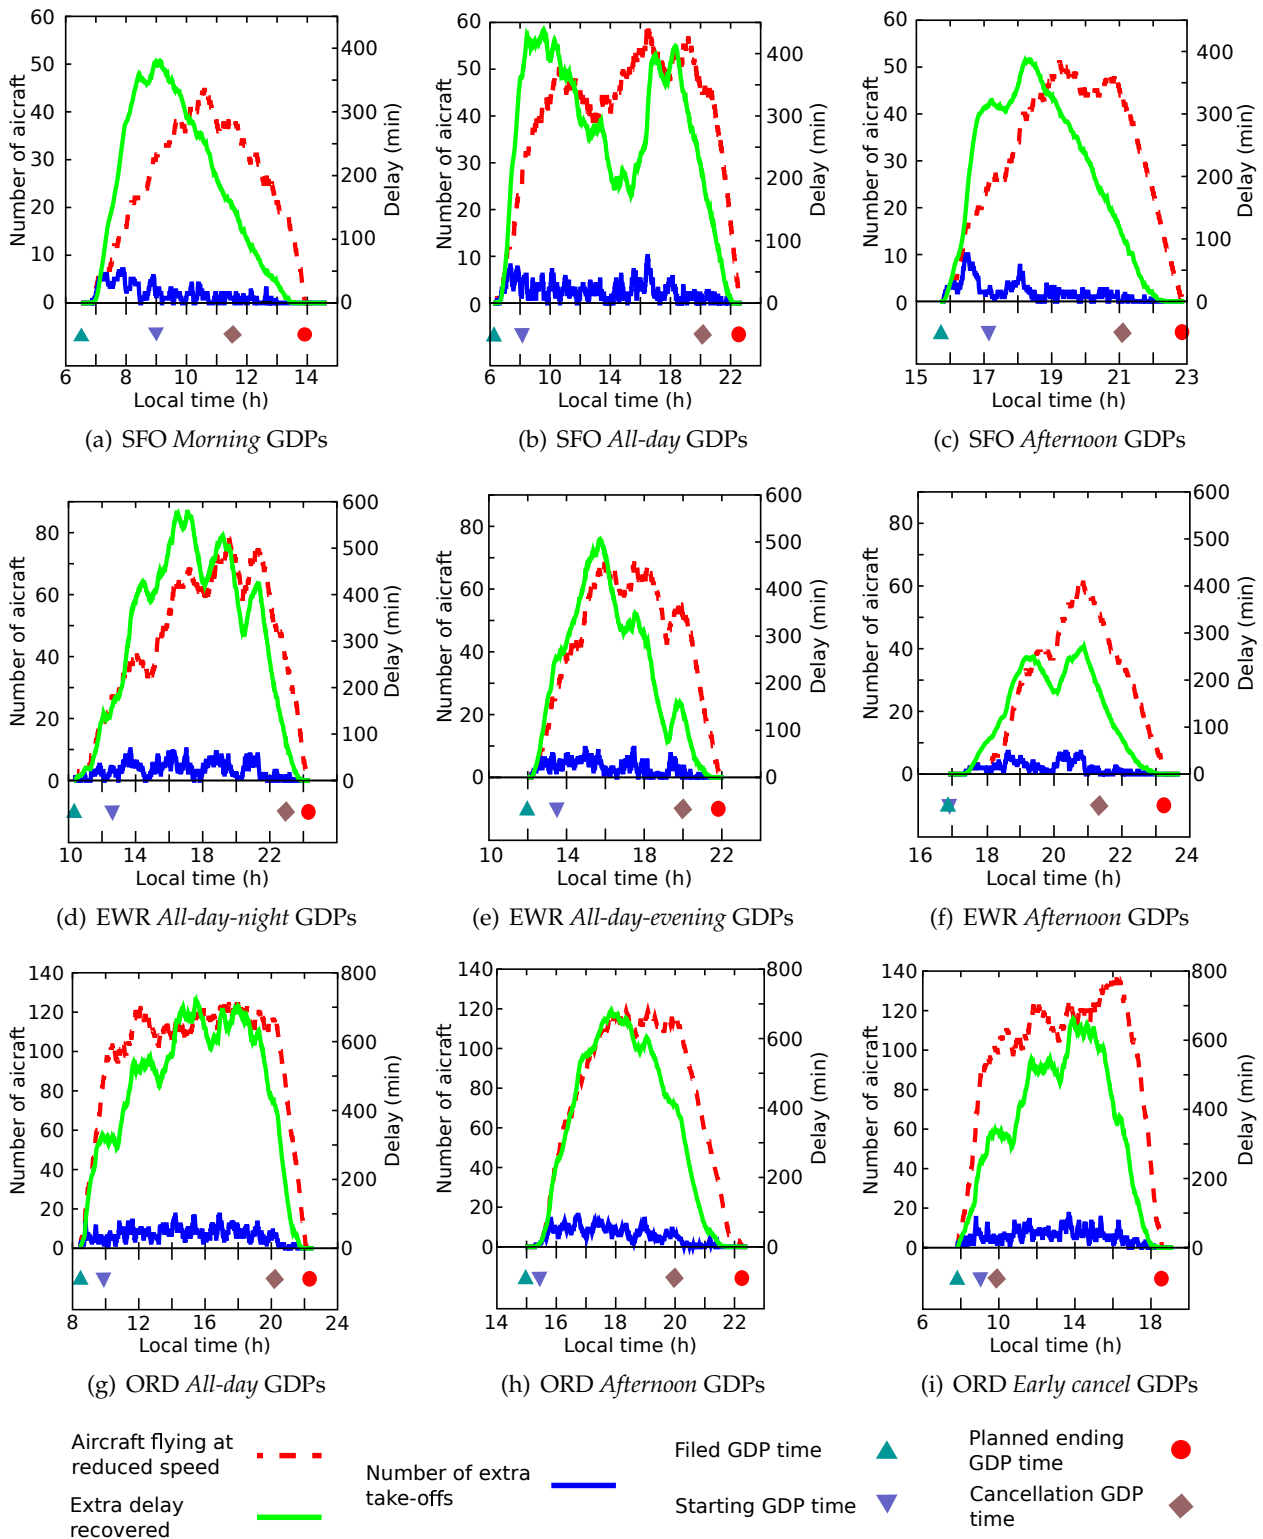 60
50
40
30
20
10
0
Number of aicraft
400
300
200
100
0
Delay (min)
6 8 10 12 14
Local time (h)
(a) SFO Morning GDPs
60
50
40
30
20
10
0
Number of aicraft
400
300
200
100
0
Delay (min)
6 10 14 18 22
Local time (h)
(b) SFO All-day GDPs
60
50
40
30
20
10
0
Number of aicraft
400
300
200
100
0
Delay (min)
15 17 19 21 23
Local time (h)
(c) SFO Afternoon GDPs
80
60
40
20
0
Number of aicraft
600
500
400
300
200
100
0
Delay (min)
10 14 18 22
Local time (h)
(d) EWR All-day-night GDPs
80
60
40
20
0
Number of aicraft
600
500
400
300
200
100
0
Delay (min)
10 14 18 22
Local time (h)
(e) EWR All-day-evening GDPs
80
60
40
20
0
Number of aicraft
600
500
400
300
200
100
0
Delay (min)
16 18 20 22 24
Local time (h)
(f) EWR Afternoon GDPs
140
120
100
80
60
40
20
0
Number of aicraft
800
600
400
200
0
Delay (min)
8 12 16 20 24
Local time (h)
(g) ORD All-day GDPs
140
120
100
80
60
40
20
0
Number of aicraft
800
600
400
200
0
Delay (min)
14 16 18 20 22
Local time (h)
(h) ORD Afternoon GDPs
140
120
100
80
60
40
20
0
Number of aicraft
800
600
400
200
0
Delay (min)
6 10 14 18
Local time (h)
(i) ORD Early cancel GDPs
Aircraft flying at
reduced speed
Extra delay
recovered
Number of extra
take-offs
Filed GDP time
Starting GDP time
Planned ending
GDP time
Cancellation GDP
time